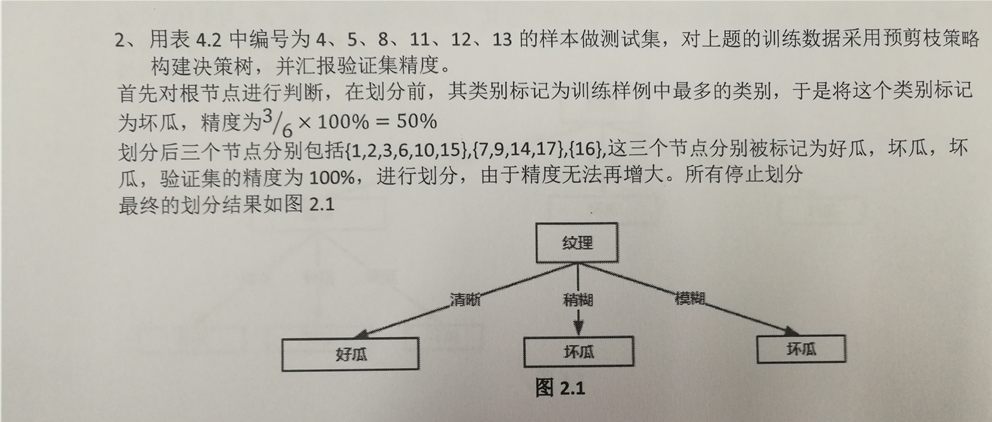 2、用表 4.2 中编号为 4、5、8、11、12、13 的样本做测试集，对上题的训练数据采用预剪枝策略
构建决策树，并汇报验证集精度。
首先对根节点进行判断，在划分前，其类别标记为训练样例中最多的类别，于是将这个类别标记
为坏瓜，精度为3/6 × 100% = 50%
划分后三个节点分别包括{1,2,3,6,10,15},{7,9,14,17},{16},这三个节点分别被标记为好瓜，坏瓜，坏
瓜，验证集的精度为 100%，进行划分，由于精度无法再增大。所有停止划分
最终的划分结果如图 2.1
纹理
清晰 稍糊 模糊
好瓜 坏瓜 坏瓜
图 2.1